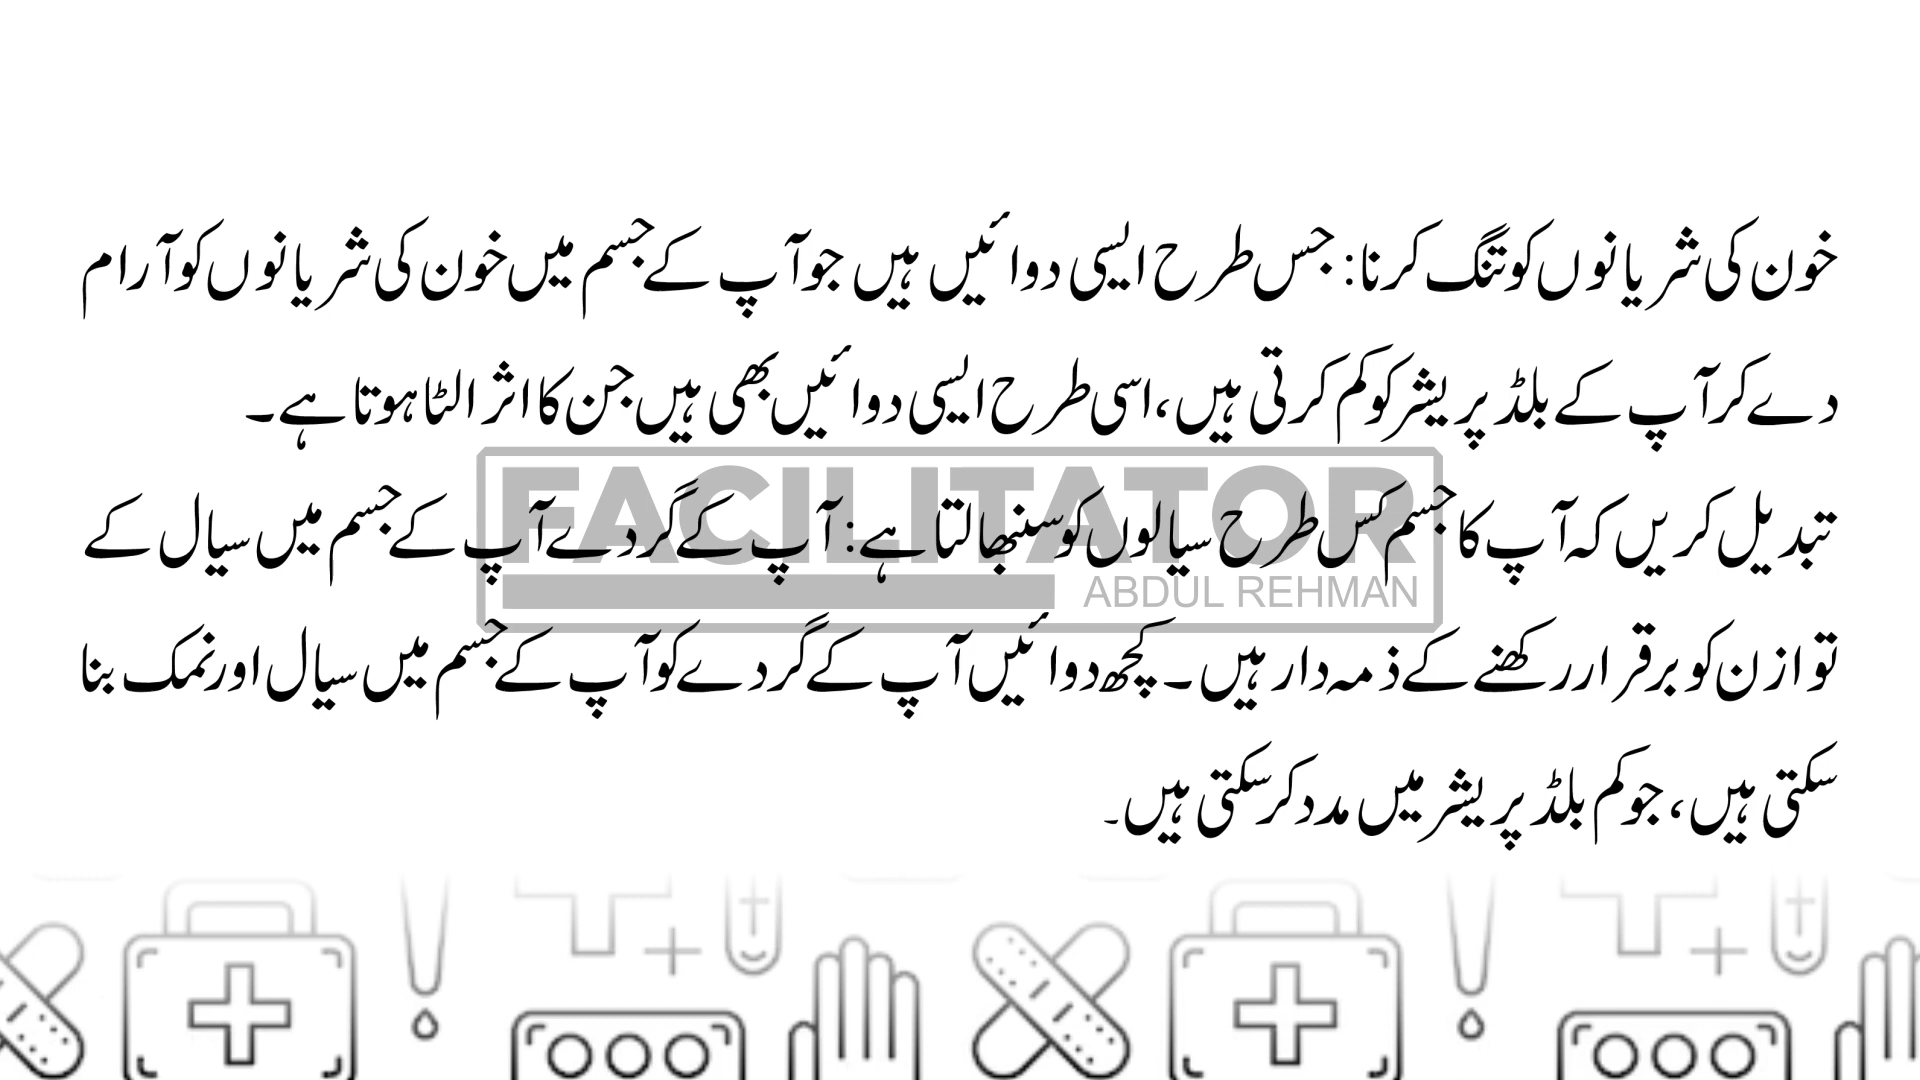 خون کی شریانوں کو تنگ کرنا: جس طرح ایسی دوائیں ہیں جو آپ کے جسم میں خون کی شریانوں کو آرام
دے کر آپ کے بلڈ پریشر کو کم کرتی ہیں، اسی طرح ایسی دوائیں بھی ہیں جن کا اثر الٹا ہوتا ہے۔
FACILITATOR
تبدیل کریں کہ آپ کا جسم کس طرح سیالوں کو سنبھالتا ہے: آپ کے گردے آپ کے جسم میں سیال کے
ABDUL REHMAN
توازن کو برقرار رکھنے کے ذمہ دار ہیں۔ کچھ دوائیں آپ کے گردے کو آپ کے جسم میں سیال اور نمک بنا
سکتی ہیں، جو کم بلڈ پریشر میں مدد کر سکتی ہیں۔